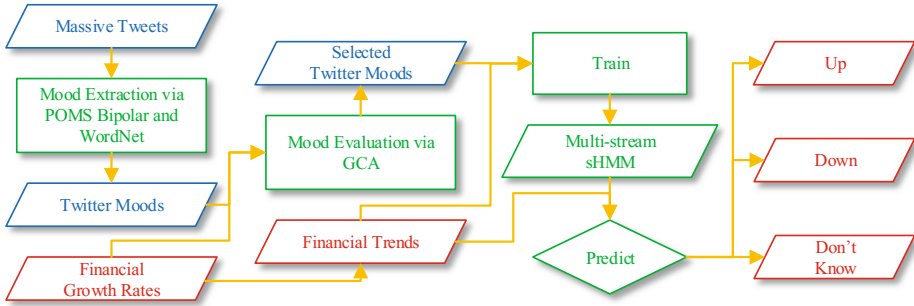 Massive Tweets
Mood Extraction via
POMS Bipolar and
WordNet
Twitter Moods
Financial
Growth Rates
Selected
Twitter Moods
Mood Evaluation via
GCA
Financial Trends
Train
Multi-stream
sHMM
Predict
Up
Down
Don't
Know